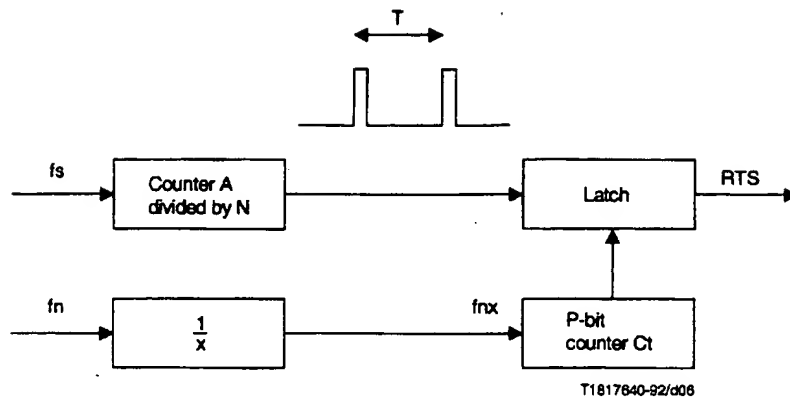 T
fs
Counter A
divided by N
Latch
RTS
fn
1
x
fnx
P-bit
counter Ct
T1817640-92/d06